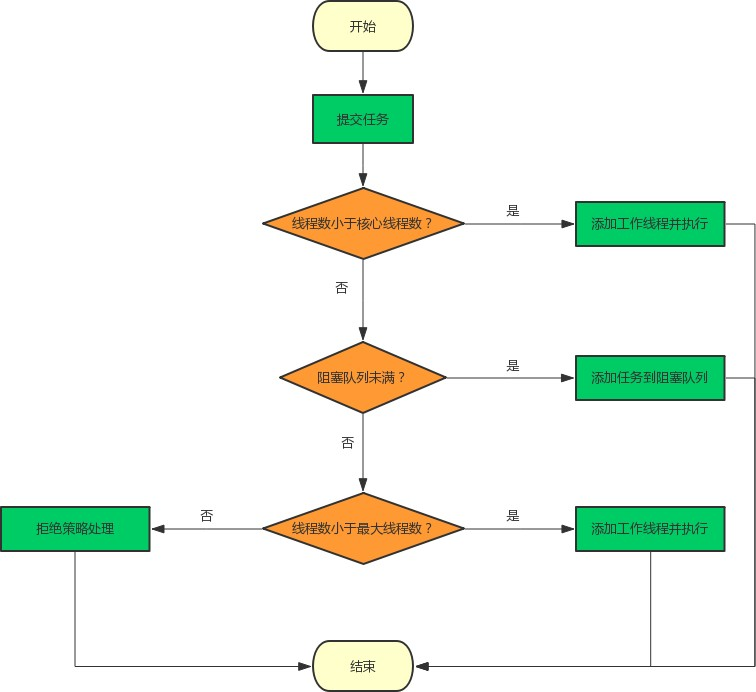 开始
提交任务
线程数小于核心线程数？
是
添加工作线程并执行
否
阻塞队列未满？
是
添加任务到阻塞队列
否
拒绝策略处理
否
线程数小于最大线程数？
是
添加工作线程并执行
结束